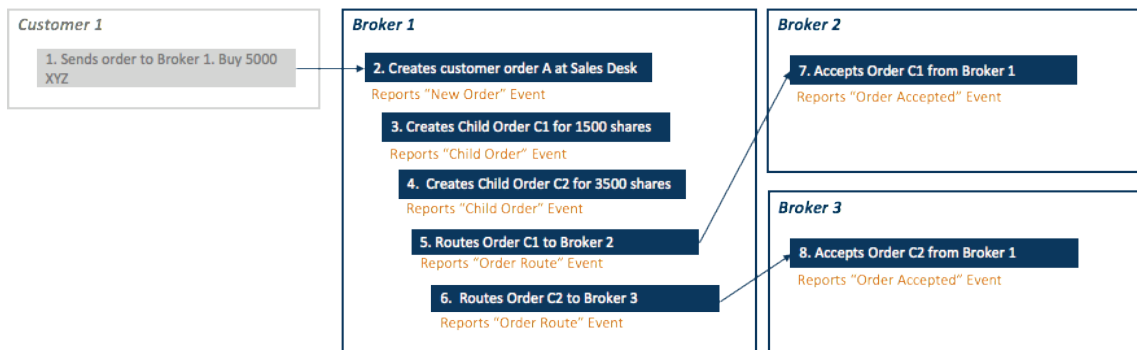 Customer 1
1. Sends order to Broker 1. Buy 5000
XYZ
Broker 1
2. Creates customer order A at Sales Desk
Reports "New Order" Event
3. Creates Child Order C1 for 1500 shares
Reports "Child Order" Event
4. Creates Child Order C2 for 3500 shares
Reports "Child Order" Event
5. Routes Order C1 to Broker 2
Reports "Order Route" Event
6. Routes Order C2 to Broker 3
Reports "Order Route" Event
Broker 2
7. Accepts Order C1 from Broker 1
Reports "Order Accepted" Event
Broker 3
8. Accepts Order C2 from Broker 1
Reports "Order Accepted" Event